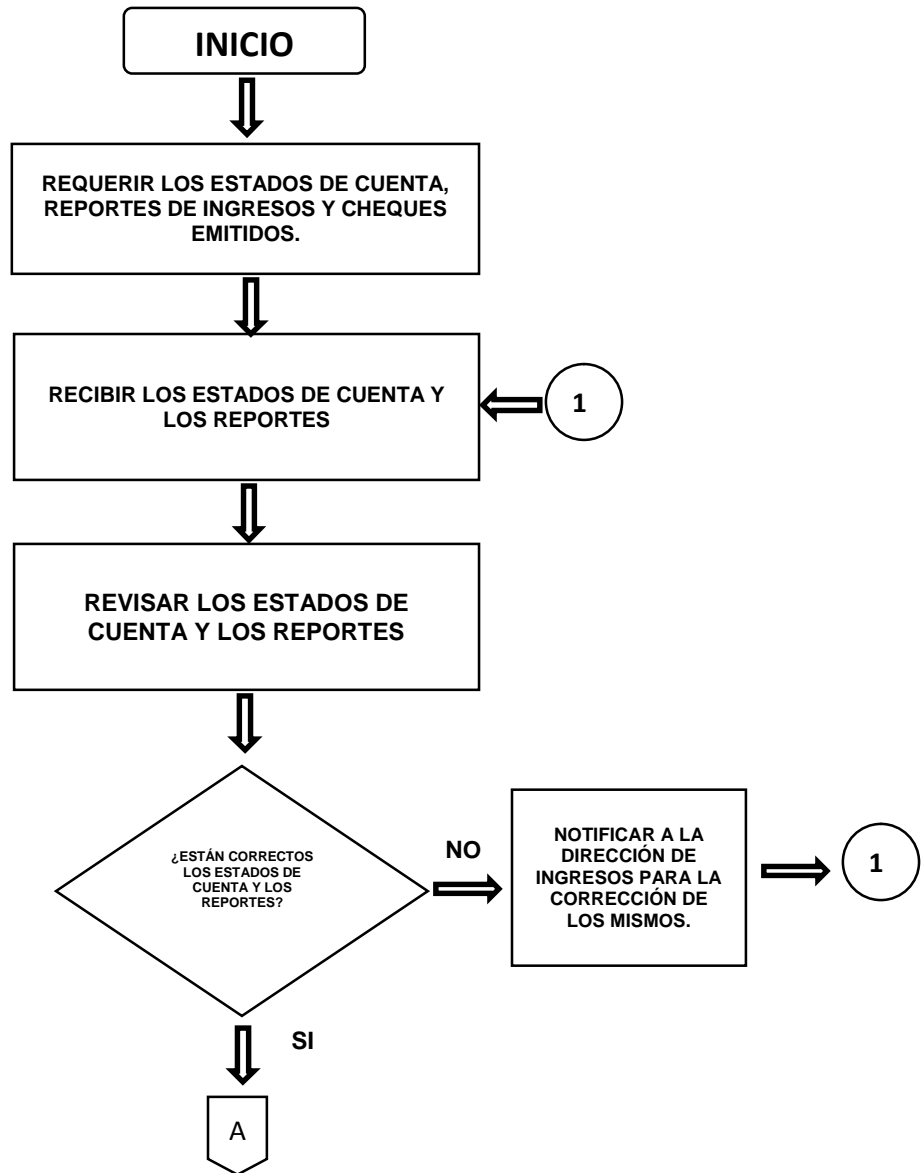 INICIO
REQUERIR LOS ESTADOS DE CUENTA,
REPORTES DE INGRESOS Y CHEQUES
EMITIDOS.
RECIBIR LOS ESTADOS DE CUENTA Y
LOS REPORTES
1
REVISAR LOS ESTADOS DE
CUENTA Y LOS REPORTES
¿ESTÁN CORRECTOS
LOS ESTADOS DE
CUENTA Y LOS
REPORTES?
NO
NOTIFICAR A LA
DIRECCIÓN DE
INGRESOS PARA LA
CORRECCIÓN DE
LOS MISMOS.
1
SI
A